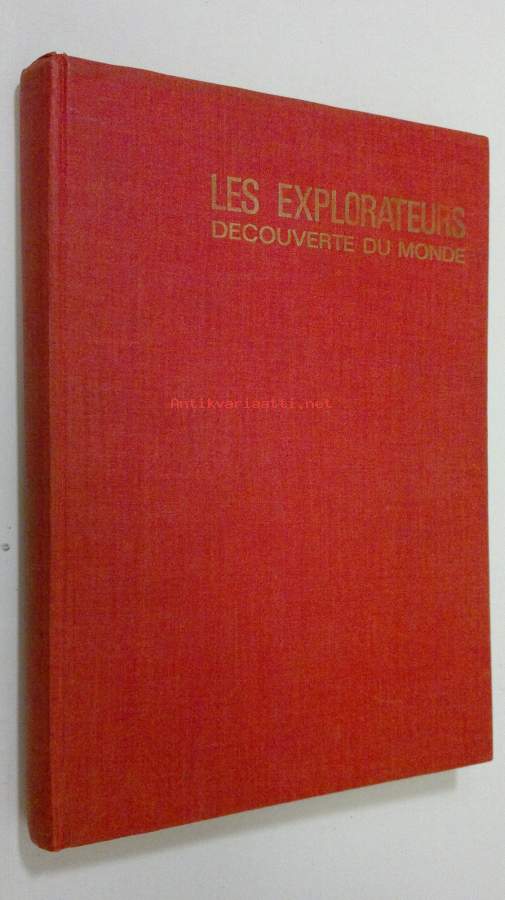 LES EXPLORATEURS
DECOUVERTE DU MONDE
Antikvariaatti.net